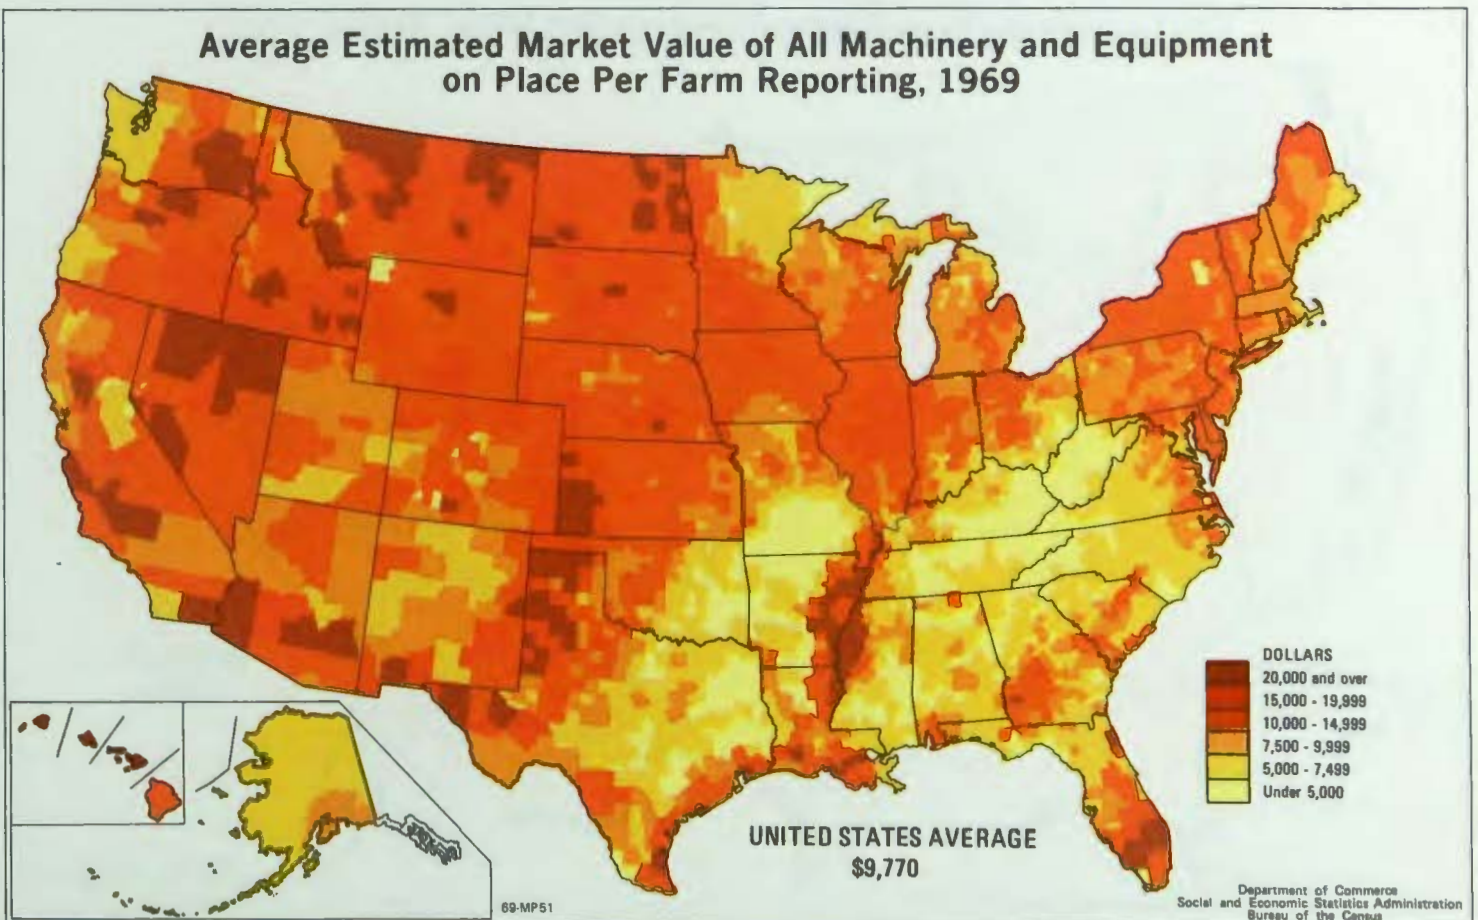 Average Estimated Market Value of All Machinery and Equipment
on Place Per Farm Reporting, 1969
DOLLARS
20,000 and over
15,000 - 19,999
10,000 - 14,999
7,500 - 9,999
5,000 - 7,499
Under 5,000
UNITED STATES AVERAGE
$9,770
69-MP51
Department of Commerce
Social and Economic Statistics Administration
Bureau of the Census